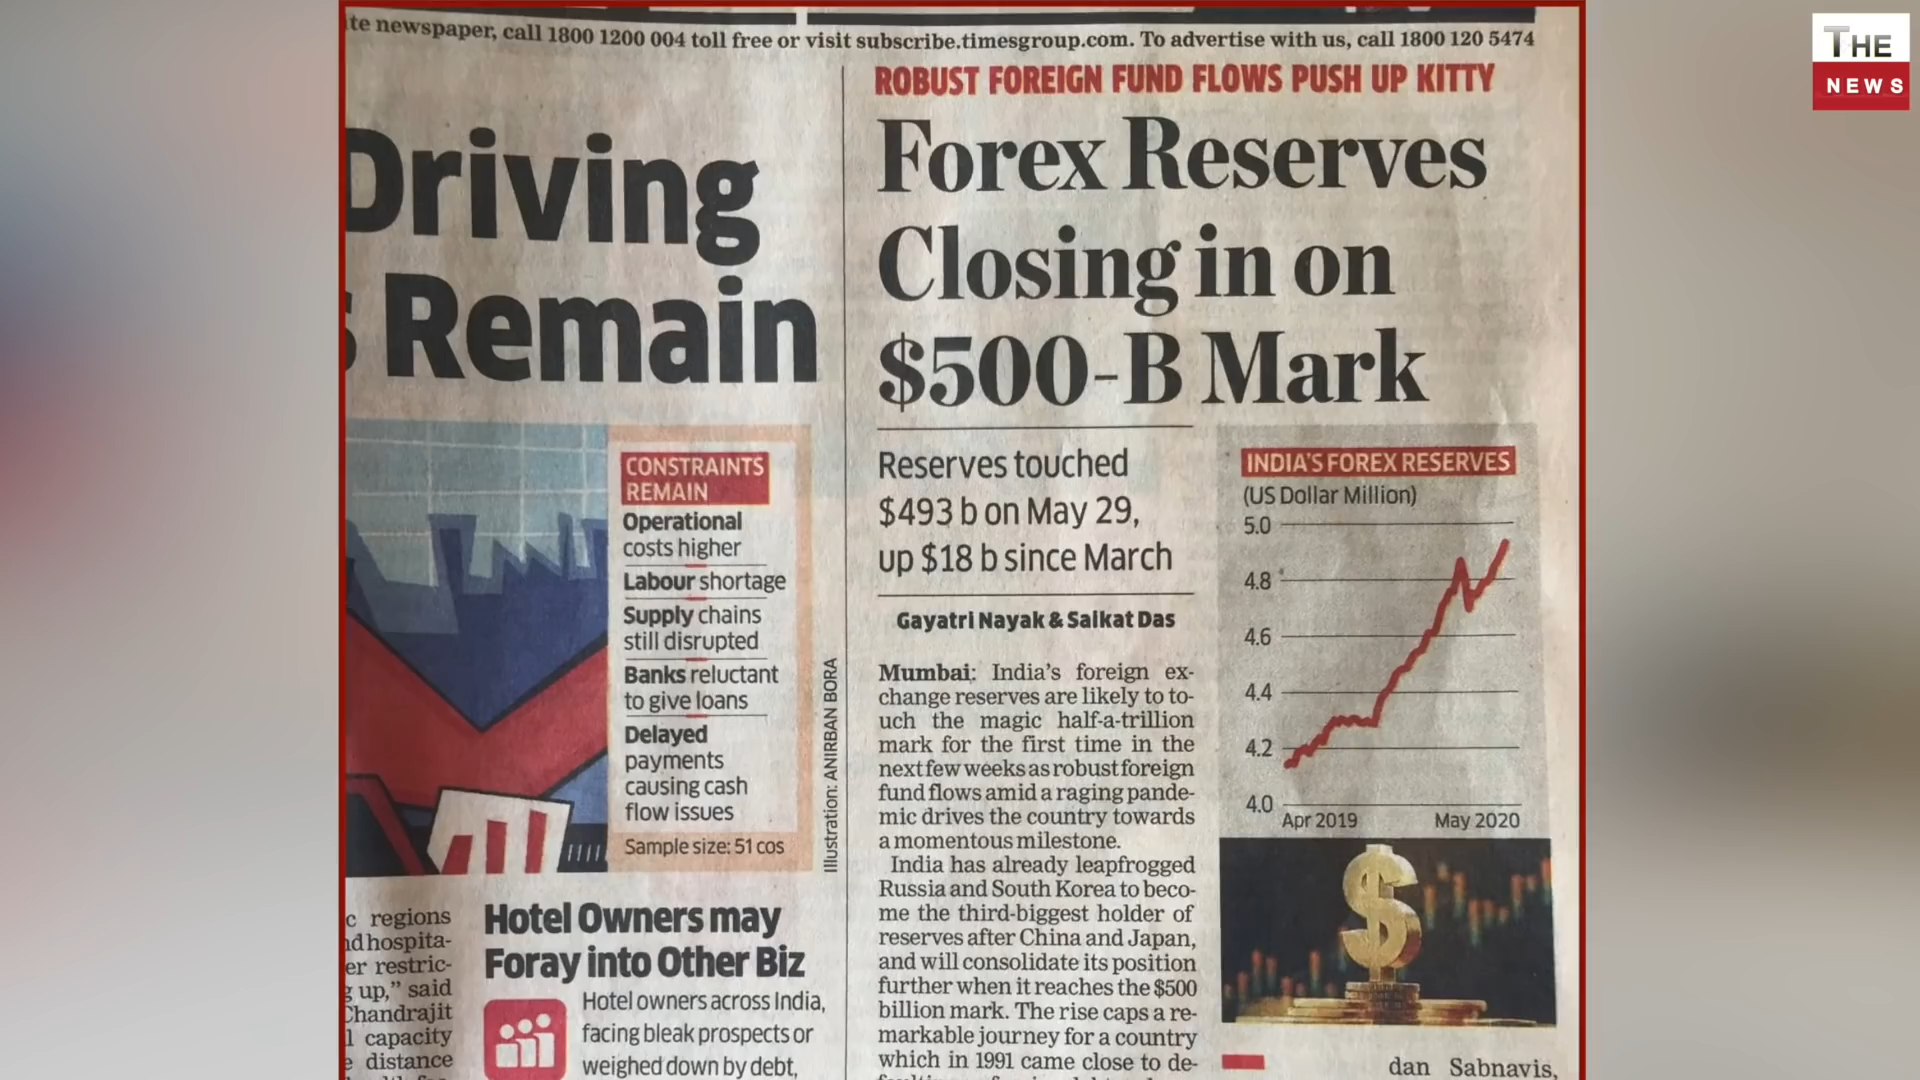 te newspaper, call 1800 1200 004 toll free or visit subscribe.timesgroup.com. To advertise with us, call 1800 120 5474
THE
NEWS
Driving
s Remain
CONSTRAINTS
REMAIN
Operational
costs higher
Labour shortage
Supply chains
still disrupted
Banks reluctant
to give loans
Delayed
payments
causing cash
flow issues
Sample size: 51 cos
Illustration: ANIRBAN BORA
c regions
hospita-
er restric-
g up,” said
Chandrajit
l capacity
e distance
Hotel Owners may
Foray into Other Biz
Hotel owners across India,
facing bleak prospects or
weighed down by debt,
ROBUST FOREIGN FUND FLOWS PUSH UP KITTY
Forex Reserves
Closing in on
$500-B Mark
Reserves touched
$493 b on May 29,
up $18 b since March
Gayatri Nayak & Saikat Das
Mumbai: India’s foreign ex-
change reserves are likely to to-
uch the magic half-a-trillion
mark for the first time in the
next few weeks as robust foreign
fund flows amid a raging pande-
mic drives the country towards
a momentous milestone.
India has already leapfrogged
Russia and South Korea to beco-
me the third-biggest holder of
reserves after China and Japan,
and will consolidate its position
further when it reaches the $500
billion mark. The rise caps a re-
markable journey for a country
which in 1991 came close to de-
INDIA’S FOREX RESERVES
(US Dollar Million)
5.0
4.8
4.6
4.4
4.2
4.0
Apr 2019 May 2020
dan Sabnavis,